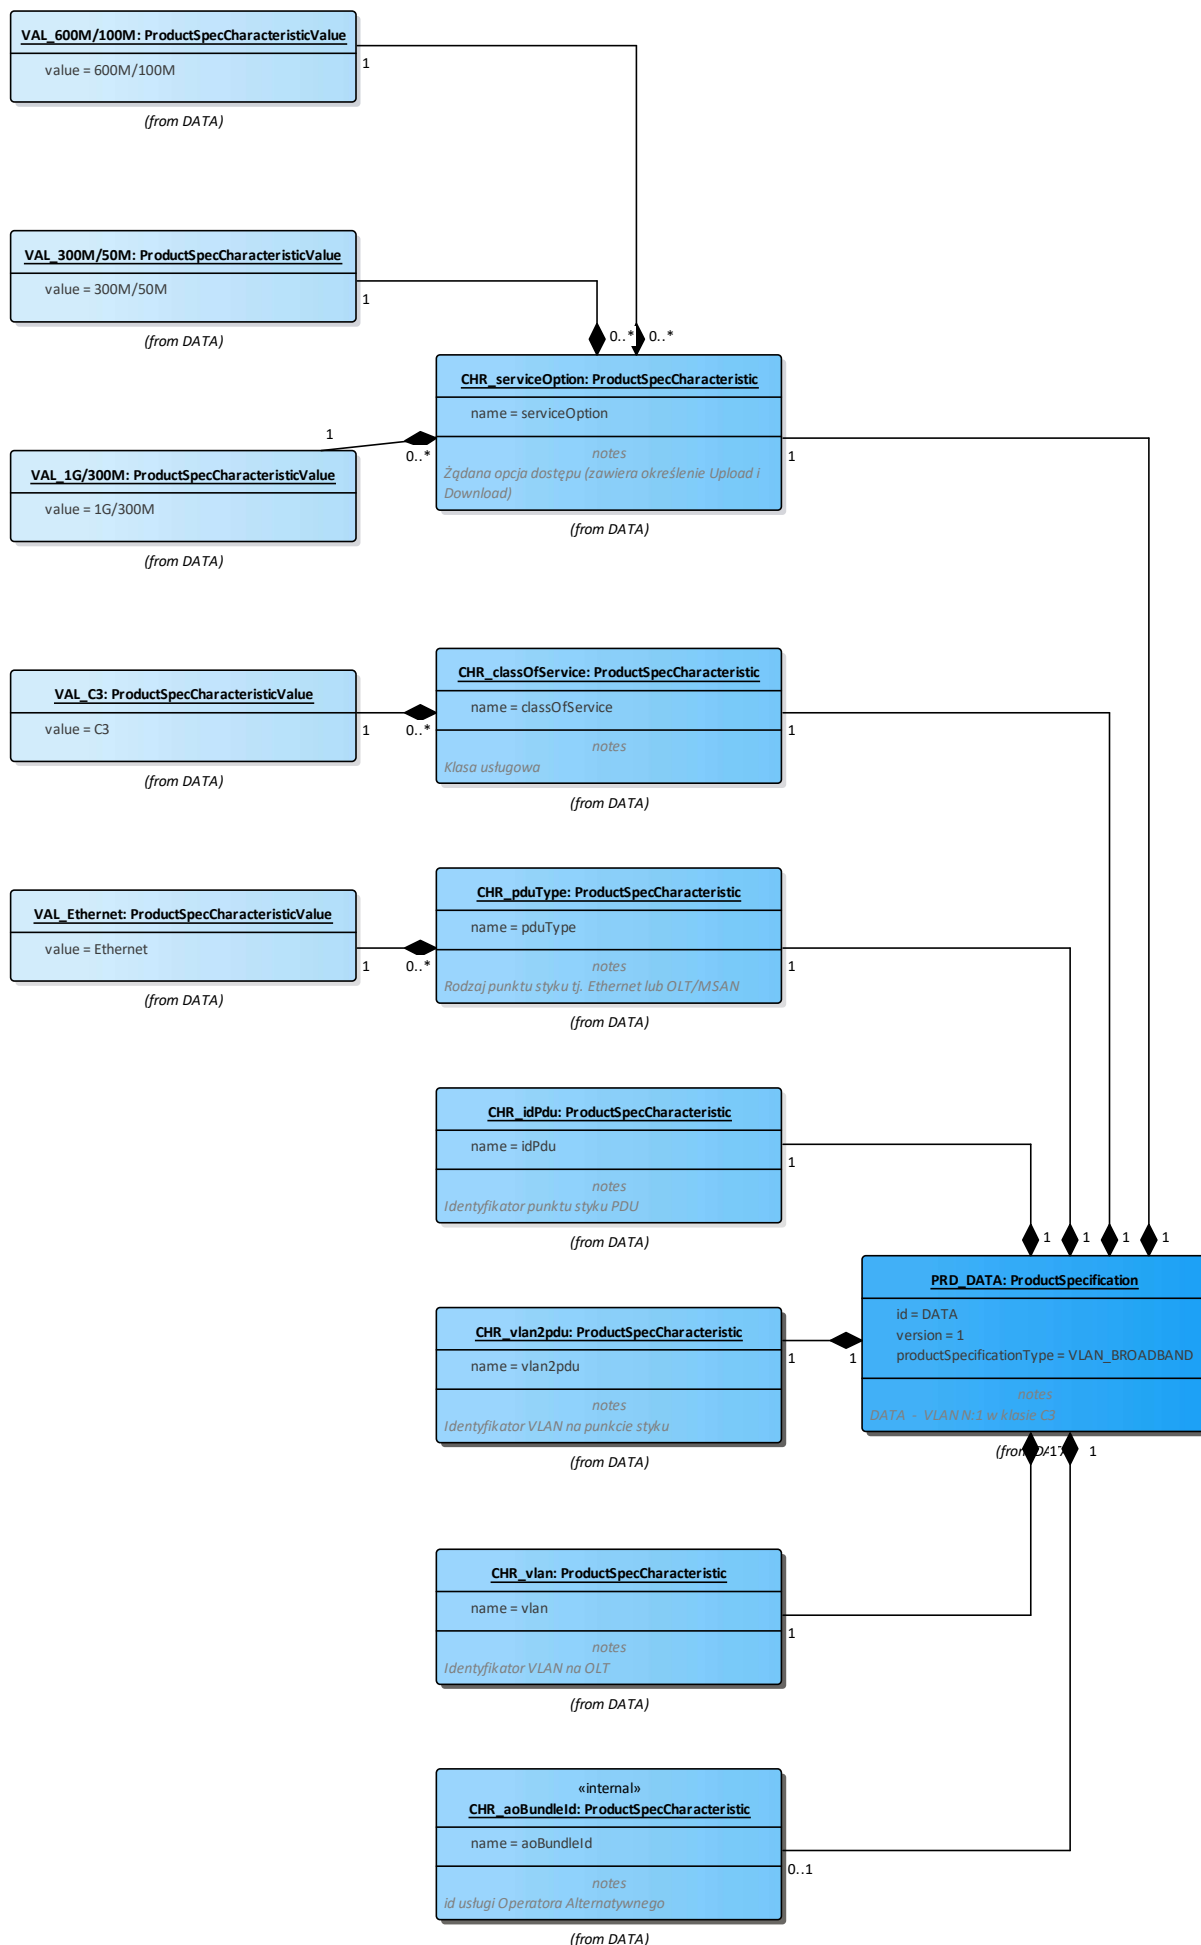 VAL_600M/100M: ProductSpecCharacteristicValue
value = 600M/100M
1
(from DATA)
VAL_300M/50M: ProductSpecCharacteristicValue
value = 300M/50M
1
(from DATA)
0..*
0..*
CHR_serviceOption: ProductSpecCharacteristic
name = serviceOption
notes
Żądana opcja dostępu (zawiera określenie Upload i
Download)
1
(from DATA)
1
0..*
VAL_1G/300M: ProductSpecCharacteristicValue
value = 1G/300M
(from DATA)
CHR_classOfService: ProductSpecCharacteristic
name = classOfService
notes
Klasa usługowa
1
(from DATA)
VAL_C3: ProductSpecCharacteristicValue
value = C3
1
0..*
(from DATA)
CHR_pduType: ProductSpecCharacteristic
name = pduType
notes
Rodzaj punktu styku tj. Ethernet lub OLT/MSAN
1
(from DATA)
VAL_Ethernet: ProductSpecCharacteristicValue
value = Ethernet
1
0..*
(from DATA)
CHR_idPdu: ProductSpecCharacteristic
name = idPdu
notes
Identyfikator punktu styku PDU
1
(from DATA)
1
1
1
1
PRD_DATA: ProductSpecification
id = DATA
version = 1
productSpecificationType = VLAN_BROADBAND
notes
DATA - VLAN N:1 w klasie C3
CHR_vlan2pdu: ProductSpecCharacteristic
name = vlan2pdu
notes
Identyfikator VLAN na punkcie styku
1
1
(from DATA)
(from
1
1
CHR_vlan: ProductSpecCharacteristic
name = vlan
notes
Identyfikator VLAN na OLT
1
(from DATA)
«internal»
CHR_aoBundleId: ProductSpecCharacteristic
name = aoBundleId
notes
id usługi Operatora Alternatywnego
0..1
(from DATA)